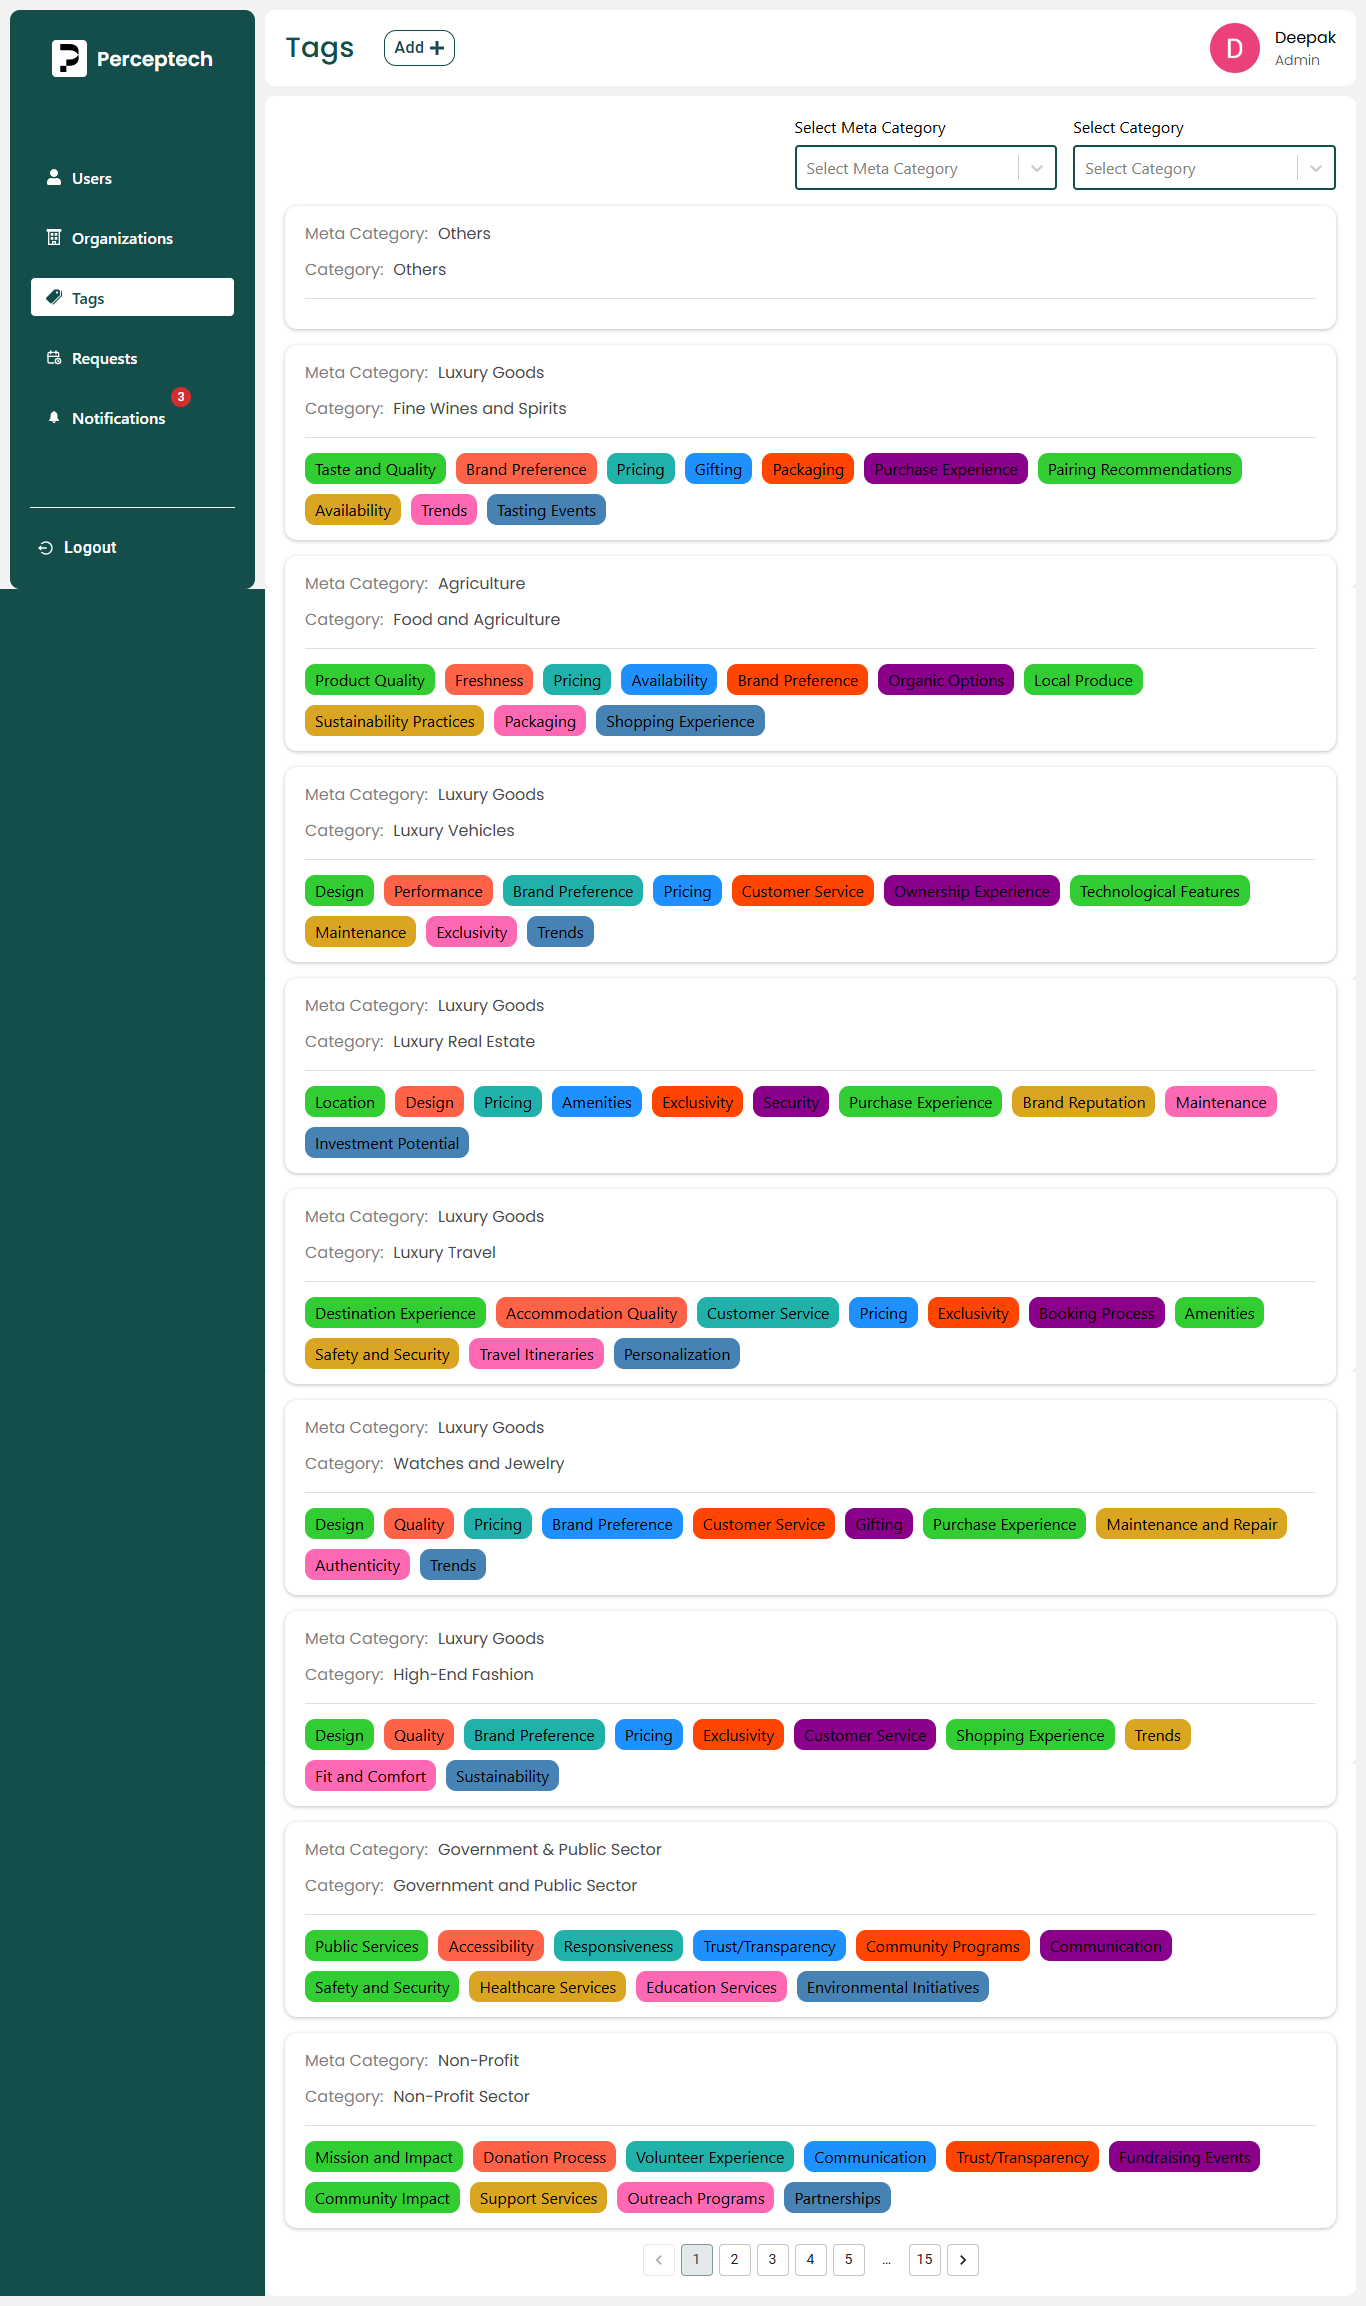 Perceptech
Users
Organizations
Tags
Requests
Notifications
3
Logout
Tags
Add
D
Deepak
Admin
Select Meta Category
Select Category
Select Meta Category
Select Category
Meta Category: Others
Category: Others
Meta Category: Luxury Goods
Category: Fine Wines and Spirits
Taste and Quality Brand Preference Pricing Gifting Packaging Purchase Experience Pairing Recommendations
Availability Trends Tasting Events
Meta Category: Agriculture
Category: Food and Agriculture
Product Quality Freshness Pricing Availability Brand Preference Organic Options Local Produce
Sustainability Practices Packaging Shopping Experience
Meta Category: Luxury Goods
Category: Luxury Vehicles
Design Performance Brand Preference Pricing Customer Service Ownership Experience Technological Features
Maintenance Exclusivity Trends
Meta Category: Luxury Goods
Category: Luxury Real Estate
Location Design Pricing Amenities Exclusivity Security Purchase Experience Brand Reputation Maintenance
Investment Potential
Meta Category: Luxury Goods
Category: Luxury Travel
Destination Experience Accommodation Quality Customer Service Pricing Exclusivity Booking Process Amenities
Safety and Security Travel Itineraries Personalization
Meta Category: Luxury Goods
Category: Watches and Jewelry
Design Quality Pricing Brand Preference Customer Service Gifting Purchase Experience Maintenance and Repair
Authenticity Trends
Meta Category: Luxury Goods
Category: High-End Fashion
Design Quality Brand Preference Pricing Exclusivity Customer Service Shopping Experience Trends
Fit and Comfort Sustainability
Meta Category: Government & Public Sector
Category: Government and Public Sector
Public Services Accessibility Responsiveness Trust/Transparency Community Programs Communication
Safety and Security Healthcare Services Education Services Environmental Initiatives
Meta Category: Non-Profit
Category: Non-Profit Sector
Mission and Impact Donation Process Volunteer Experience Communication Trust/Transparency Fundraising Events
Community Impact Support Services Outreach Programs Partnerships
1 2 3 4 5 ... 15